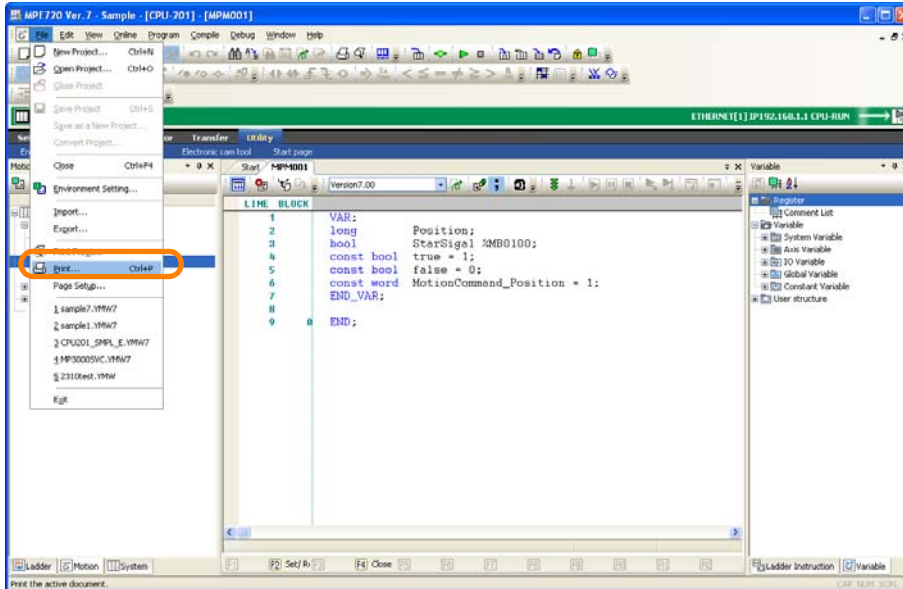 MPE720 Ver. 7 - Sample - [CPU-201] - [MPM001]
File Edit View Online Program Compile Debug Window Help
New Project... Ctrl+N
Open Project... Ctrl+O
Close Project
ETHERNET[1] IP192.168.1.1 CPU-RUN
Save Project Ctrl+S
Save as a New Project...
Convert Project...
Transfer Utility
Electronic cam tool Start page
Close Ctrl+F4
Start MPM001
Variable
Environment Setting...
Version7.00
Import...
Export...
Print...  Ctrl+P
Page Setup...
1 sample7.YMW7
2 sample1.YMW7
3 CPU201_SMPL_E.YMW7
4 MP3000SVC.YMW7
5 2310test.YMW
Exit
LINE BLOCK
1 VAR;
2 long Position;
3 bool StarSigal %MB0100;
4 const bool true = 1;
5 const bool false = 0;
6 const word MotionCommand_Position = 1;
7 END_VAR;
8
9 0 END;
Register
Comment List
Variable
System Variable
Axis Variable
IO Variable
Global Variable
Constant Variable
User structure
Ladder Motion System
F2 Set/R F4 Close
Ladder Instruction Variable
Print the active document.
CAP NUM SCRL